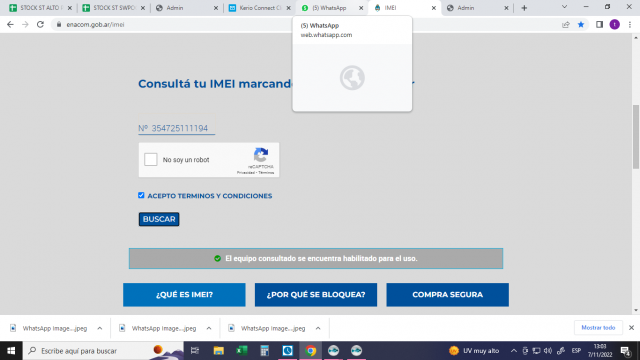 STOCK ST ALTO
STOCK ST SWPO
Admin
Kerio Connect Cl
(5) WhatsApp
IMEI
Admin
enacom.gob.ar/imei
(5) WhatsApp
web.whatsapp.com
Consultá tu IMEI marcand
r
Nº 354725111194
No soy un robot
reCAPTCHA
Privacidad - Términos
ACEPTO TERMINOS Y CONDICIONES
BUSCAR
El equipo consultado se encuentra habilitado para el uso.
¿QUÉ ES IMEI?
¿POR QUÉ SE BLOQUEA?
COMPRA SEGURA
WhatsApp Image....jpeg
WhatsApp Image....jpeg
WhatsApp Image....jpeg
Mostrar todo
Escribe aquí para buscar
UV muy alto
ESP
13:03
7/11/2022